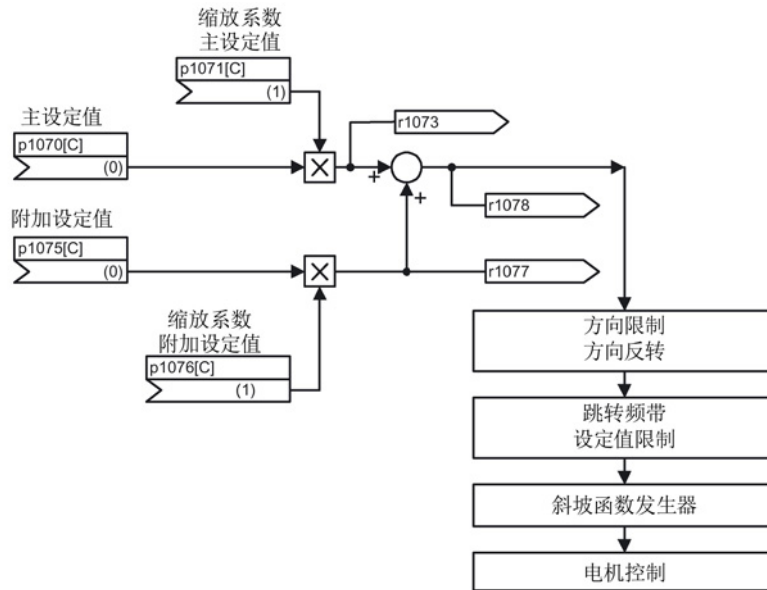 缩放系数
主设定值
p1071[C]
(1)
主设定值
p1070[C]
(0)
r1073
+
+
r1078
附加设定值
p1075[C]
(0)
r1077
缩放系数
附加设定值
p1076[C]
(1)
方向限制
方向反转
跳转频带
设定值限制
斜坡函数发生器
电机控制